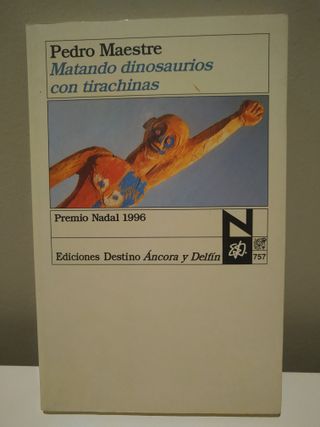 Pedro Maestre
Matando dinosaurios
con tirachinas
Premio Nadal 1996
N
Ediciones Destino Áncora y Delfín
757